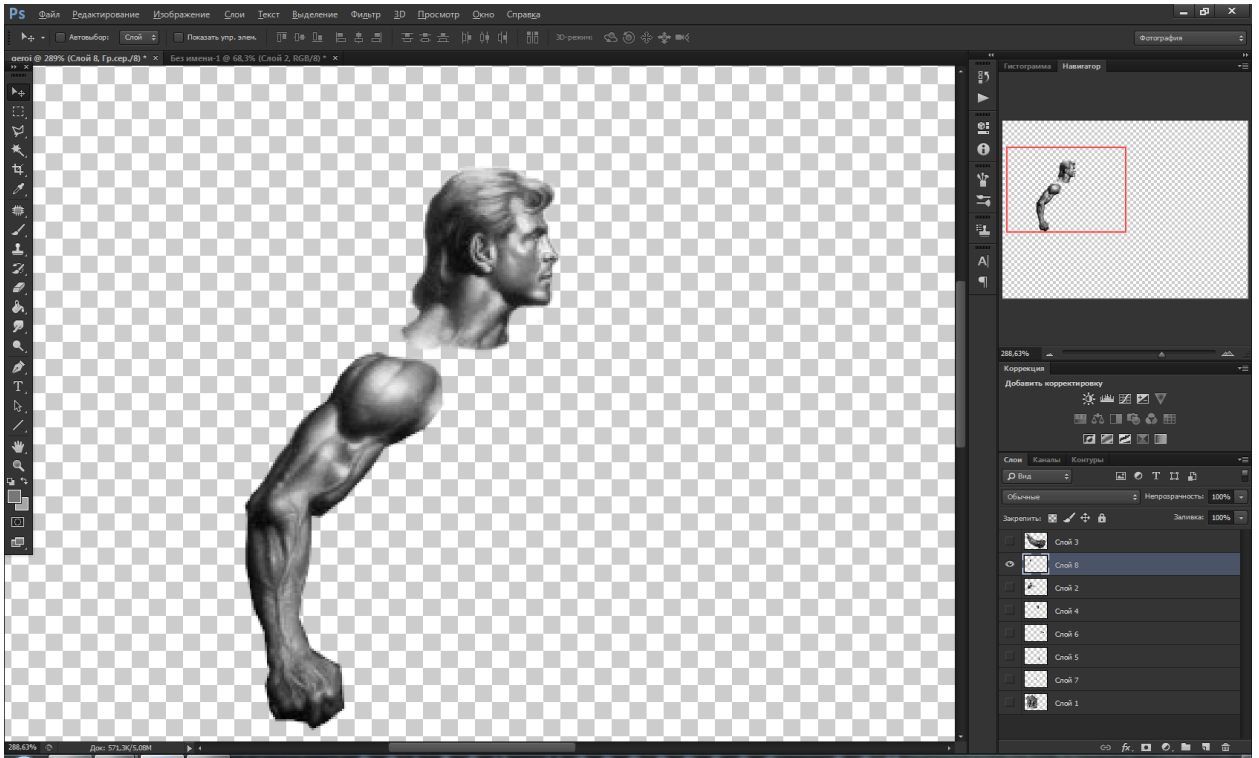 Ps Файл Редактирование Изображение Слои Текст Выделение Фильтр 3D Просмотр Окно Справка
Автовыбор: Слой Показать упр. элем. 3D-режим: Фотография
geroi @ 289% (Слой 8, Гр.сер./8) * × Без имени-1 @ 68,3% (Слой 2, RGB/8) * ×
Гистограмма Навигатор
288,63%
Коррекция
Добавить корректировку
Слои Каналы Контуры
Вид
Обычные Непрозрачность: 100%
Закрепить: Заливка: 100%
Слой 3
Слой 8
Слой 2
Слой 4
Слой 6
Слой 5
Слой 7
Слой 1
288,63% Док: 571,3K/5,08M